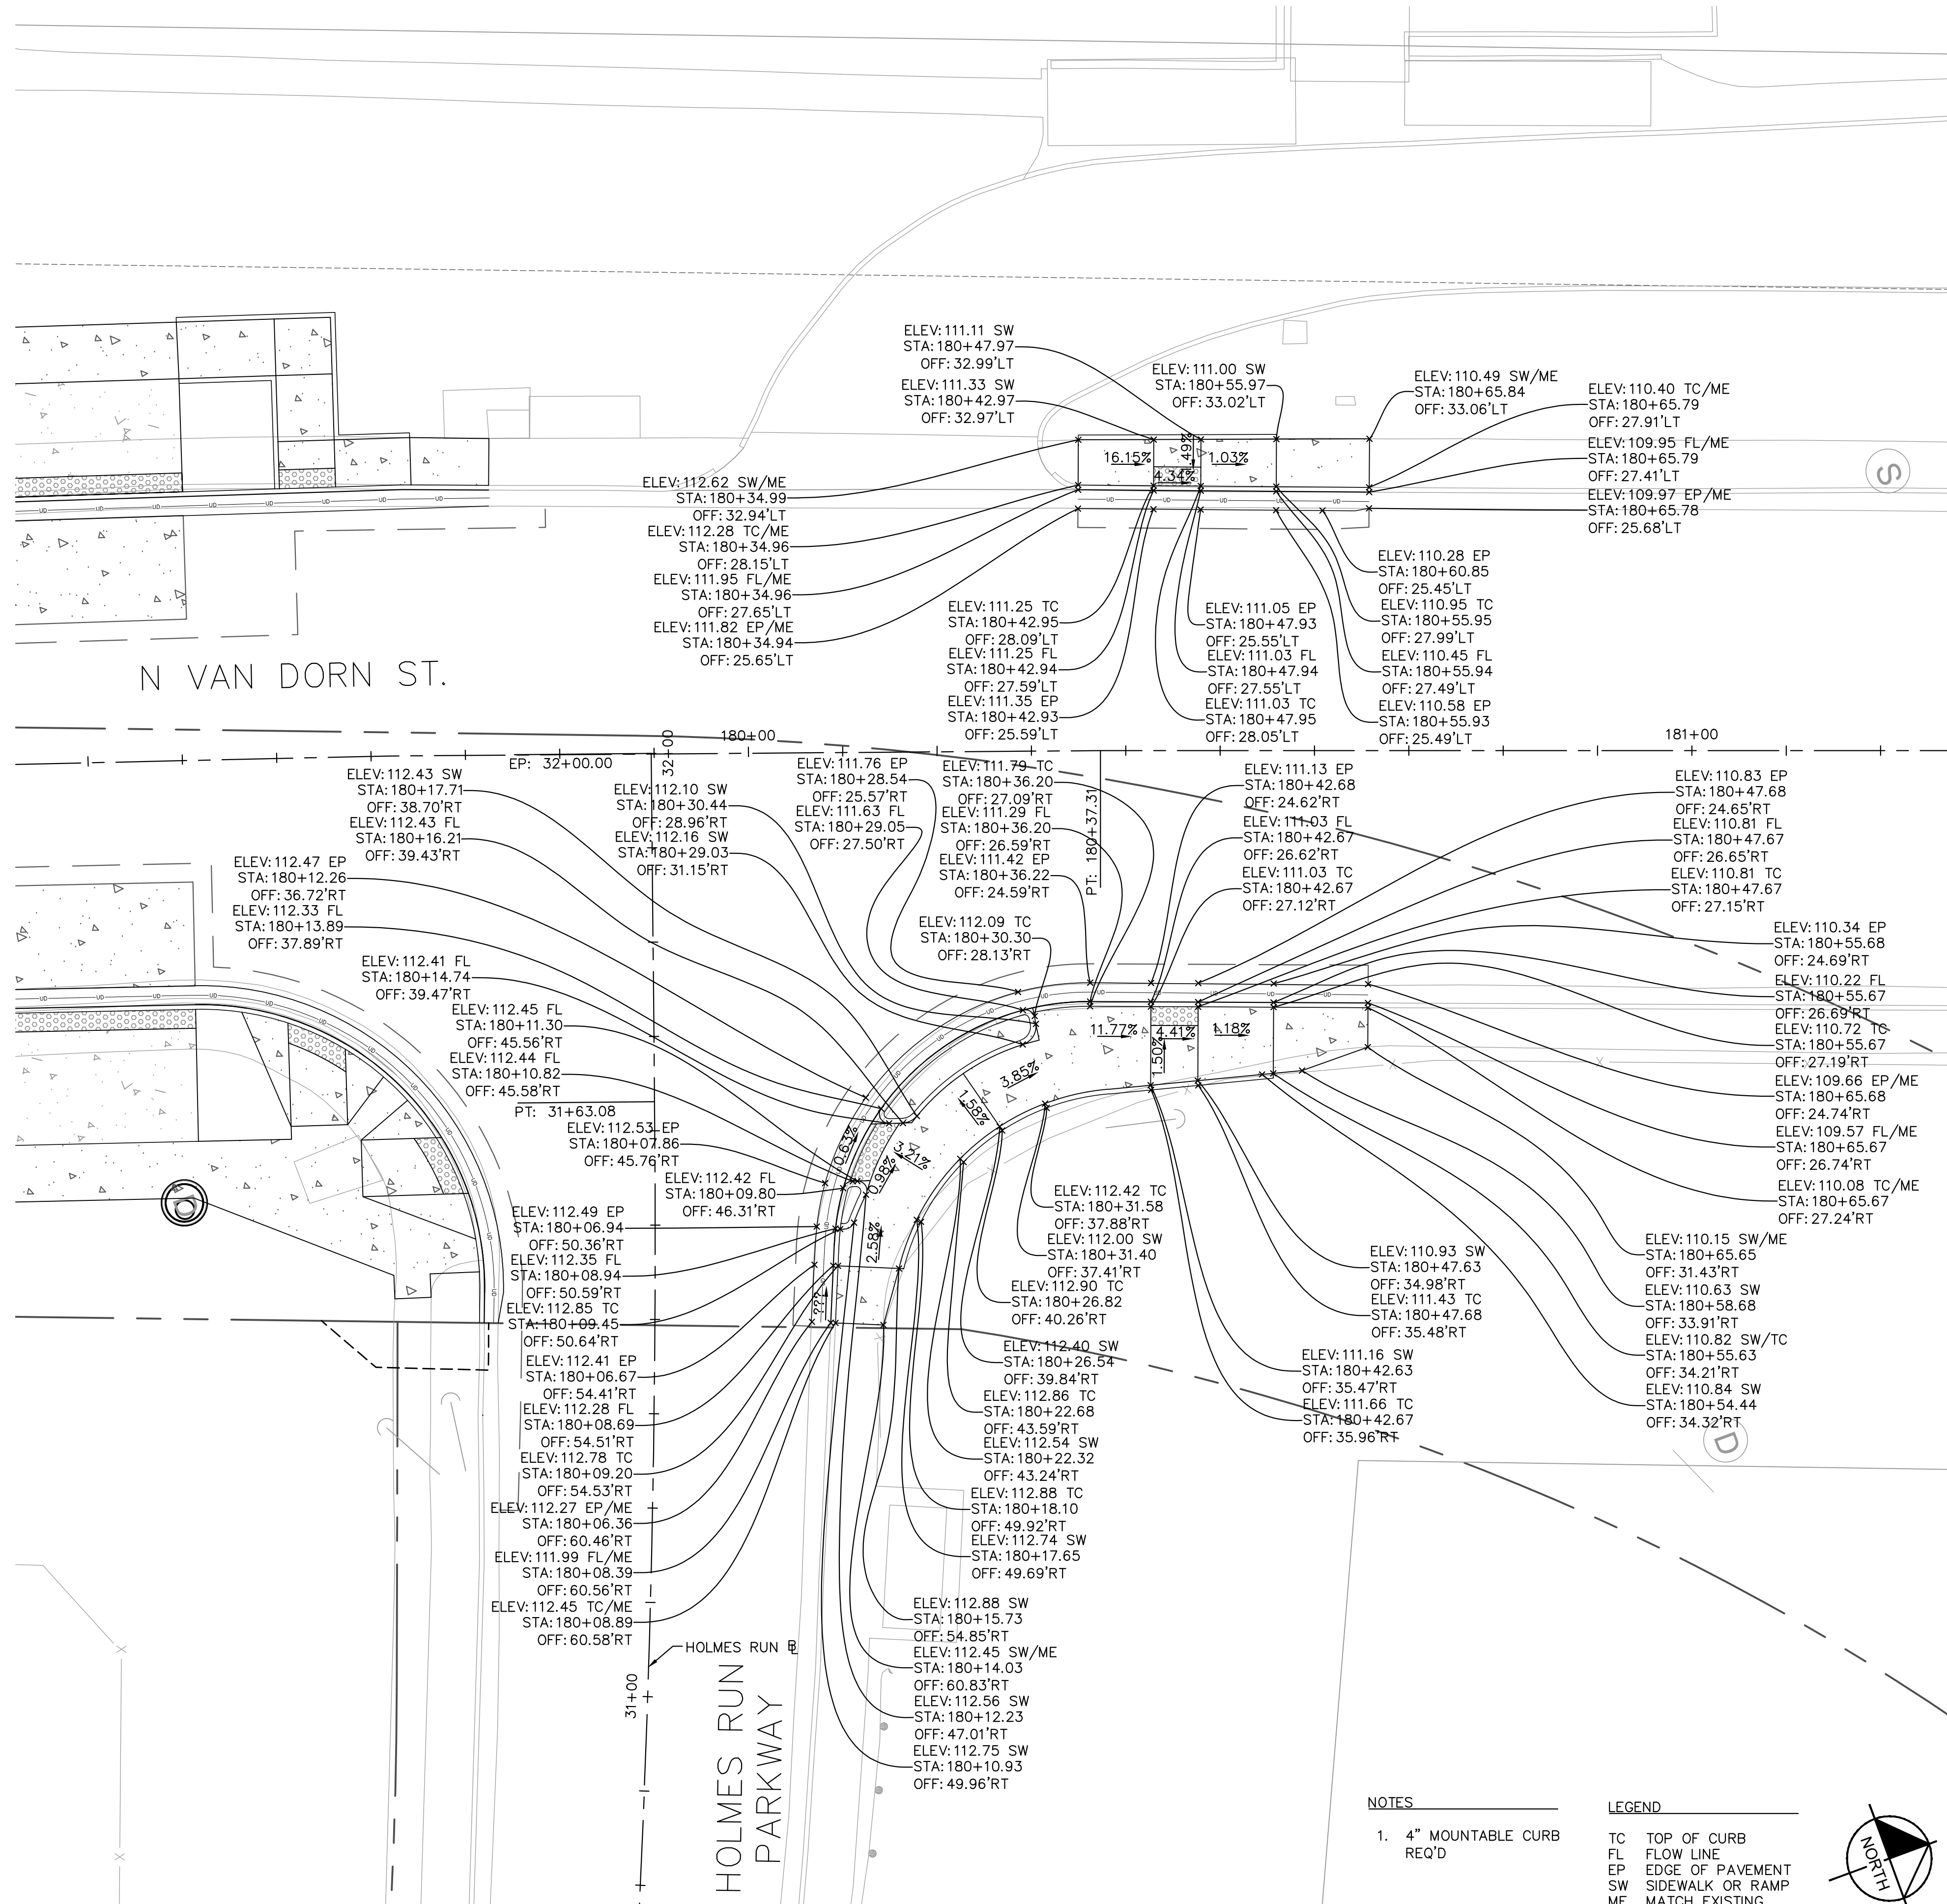 ELEV:111.11 SW
STA:180+47.97
OFF:32.99'LT
ELEV:111.33 SW
STA:180+42.97
OFF:32.97'LT
ELEV:111.00 SW
STA:180+55.97
OFF:33.02'LT
ELEV:110.49 SW/ME
STA:180+65.84
OFF:33.06'LT
ELEV:110.40 TC/ME
STA:180+65.79
OFF:27.91'LT
ELEV:109.95 FL/ME
STA:180+65.79
OFF:27.41'LT
ELEV:109.97 EP/ME
STA:180+65.78
OFF:25.68'LT
16.15%
4.34%
1.03%
S
ELEV:112.62 SW/ME
STA:180+34.99
OFF:32.94'LT
ELEV:112.28 TC/ME
STA:180+34.96
OFF:28.15'LT
ELEV:111.95 FL/ME
STA:180+34.96
OFF:27.65'LT
ELEV:111.82 EP/ME
STA:180+34.94
OFF:25.65'LT
ELEV:111.25 TC
STA:180+42.95
OFF:28.09'LT
ELEV:111.25 FL
STA:180+42.94
OFF:27.59'LT
ELEV:111.35 EP
STA:180+42.93
OFF:25.59'LT
ELEV:111.05 EP
STA:180+47.93
OFF:25.55'LT
ELEV:111.03 FL
STA:180+47.94
OFF:27.55'LT
ELEV:111.03 TC
STA:180+47.95
OFF:28.05'LT
ELEV:110.28 EP
STA:180+60.85
OFF:25.45'LT
ELEV:110.95 TC
STA:180+55.95
OFF:27.99'LT
ELEV:110.45 FL
STA:180+55.94
OFF:27.49'LT
ELEV:110.58 EP
STA:180+55.93
OFF:25.49'LT
N VAN DORN ST.
EP: 32+00.00
32+00
180+00
181+00
PT: 180+37.31
ELEV:112.43 SW
STA:180+17.71
OFF:38.70'RT
ELEV:112.43 FL
STA:180+16.21
OFF:39.43'RT
ELEV:112.47 EP
STA:180+12.26
OFF:36.72'RT
ELEV:112.33 FL
STA:180+13.89
OFF:37.89'RT
ELEV:112.41 FL
STA:180+14.74
OFF:39.47'RT
ELEV:112.45 FL
STA:180+11.30
OFF:45.56'RT
ELEV:112.44 FL
STA:180+10.82
OFF:45.58'RT
PT: 31+63.08
ELEV:112.53 EP
STA:180+07.86
OFF:45.76'RT
ELEV:112.42 FL
STA:180+09.80
OFF:46.31'RT
ELEV:112.49 EP
STA:180+06.94
OFF:50.36'RT
ELEV:112.35 FL
STA:180+08.94
OFF:50.59'RT
ELEV:112.85 TC
STA:180+09.45
OFF:50.64'RT
ELEV:112.41 EP
STA:180+06.67
OFF:54.41'RT
ELEV:112.28 FL
STA:180+08.69
OFF:54.51'RT
ELEV:112.78 TC
STA:180+09.20
OFF:54.53'RT
ELEV:112.27 EP/ME
STA:180+06.36
OFF:60.46'RT
ELEV:111.99 FL/ME
STA:180+08.39
OFF:60.56'RT
ELEV:112.45 TC/ME
STA:180+08.89
OFF:60.58'RT
ELEV:112.10 SW
STA:180+30.44
OFF:28.96'RT
ELEV:112.16 SW
STA:180+29.03
OFF:31.15'RT
ELEV:111.76 EP
STA:180+28.54
OFF:25.57'RT
ELEV:111.63 FL
STA:180+29.05
OFF:27.50'RT
ELEV:111.79 TC
STA:180+36.20
OFF:27.09'RT
ELEV:111.29 FL
STA:180+36.20
OFF:26.59'RT
ELEV:111.42 EP
STA:180+36.22
OFF:24.59'RT
ELEV:112.09 TC
STA:180+30.30
OFF:28.13'RT
ELEV:111.13 EP
STA:180+42.68
OFF:24.62'RT
ELEV:111.03 FL
STA:180+42.67
OFF:26.62'RT
ELEV:111.03 TC
STA:180+42.67
OFF:27.12'RT
ELEV:110.83 EP
STA:180+47.68
OFF:24.65'RT
ELEV:110.81 FL
STA:180+47.67
OFF:26.65'RT
ELEV:110.81 TC
STA:180+47.67
OFF:27.15'RT
ELEV:110.34 EP
STA:180+55.68
OFF:24.69'RT
ELEV:110.22 FL
STA:180+55.67
OFF:26.69'RT
ELEV:110.72 TC
STA:180+55.67
OFF:27.19'RT
ELEV:109.66 EP/ME
STA:180+65.68
OFF:24.74'RT
ELEV:109.57 FL/ME
STA:180+65.67
OFF:26.74'RT
ELEV:110.08 TC/ME
STA:180+65.67
OFF:27.24'RT
11.77%
4.41%
1.18%
1.50%
3.85%
1.58%
3.21%
0.63%
0.98%
2.58%
???
ELEV:112.42 TC
STA:180+31.58
OFF:37.88'RT
ELEV:112.00 SW
STA:180+31.40
OFF:37.41'RT
ELEV:112.90 TC
STA:180+26.82
OFF:40.26'RT
ELEV:112.40 SW
STA:180+26.54
OFF:39.84'RT
ELEV:112.86 TC
STA:180+22.68
OFF:43.59'RT
ELEV:112.54 SW
STA:180+22.32
OFF:43.24'RT
ELEV:112.88 TC
STA:180+18.10
OFF:49.92'RT
ELEV:112.74 SW
STA:180+17.65
OFF:49.69'RT
ELEV:112.88 SW
STA:180+15.73
OFF:54.85'RT
ELEV:112.45 SW/ME
STA:180+14.03
OFF:60.83'RT
ELEV:112.56 SW
STA:180+12.23
OFF:47.01'RT
ELEV:112.75 SW
STA:180+10.93
OFF:49.96'RT
ELEV:110.93 SW
STA:180+47.63
OFF:34.98'RT
ELEV:111.43 TC
STA:180+47.68
OFF:35.48'RT
ELEV:111.16 SW
STA:180+42.63
OFF:35.47'RT
ELEV:111.66 TC
STA:180+42.67
OFF:35.96'RT
ELEV:110.15 SW/ME
STA:180+65.65
OFF:31.43'RT
ELEV:110.63 SW
STA:180+58.68
OFF:33.91'RT
ELEV:110.82 SW/TC
STA:180+55.63
OFF:34.21'RT
ELEV:110.84 SW
STA:180+54.44
OFF:34.32'RT
D
HOLMES RUN BL
31+00
HOLMES RUN
PARKWAY
NOTES
1. 4" MOUNTABLE CURB
REQ'D
LEGEND
TC TOP OF CURB
FL FLOW LINE
EP EDGE OF PAVEMENT
SW SIDEWALK OR RAMP
ME MATCH EXISTING
NORTH